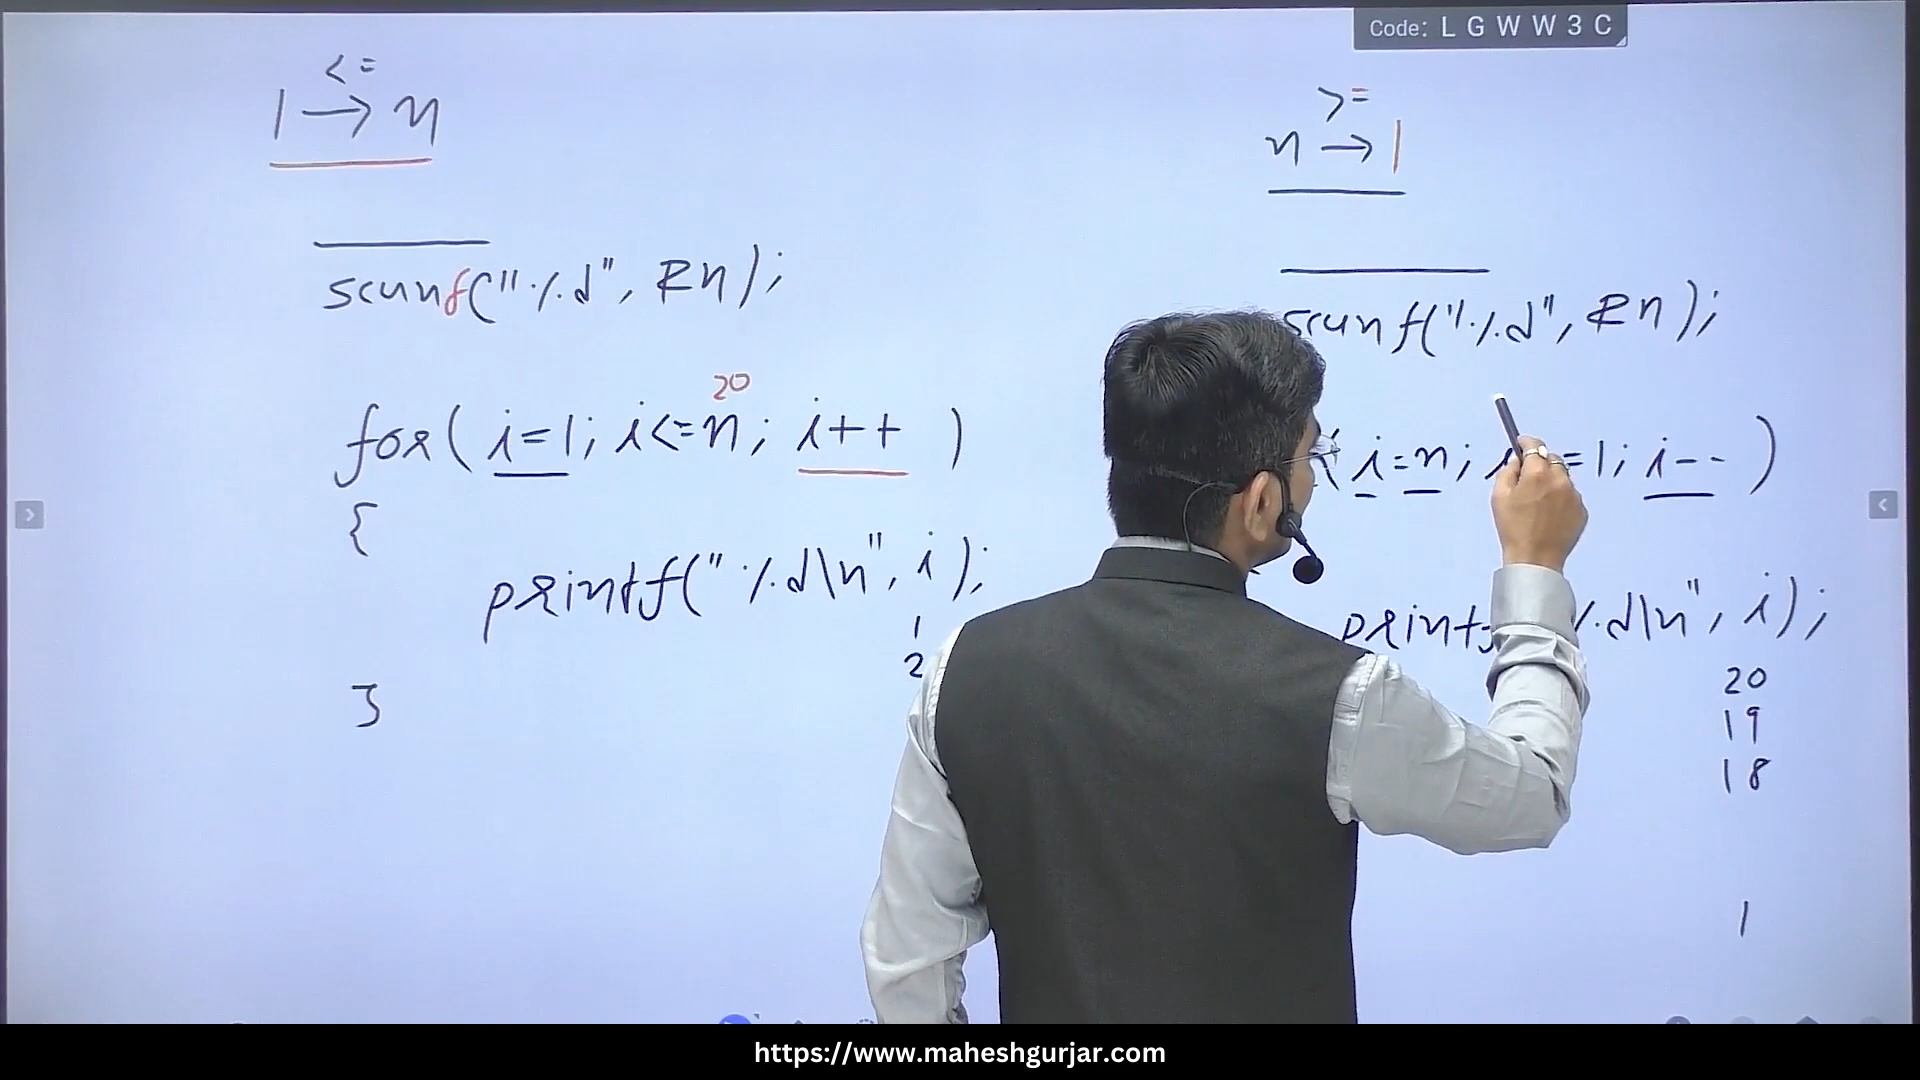 Code: L G W W 3 C
<=
1 → n
scanf("%d", &n);
20
for( i=1; i<=n; i++ )
{
printf("%d\n", i);
1
2
}
>=
n → 1
scanf("%d", &n);
( i=n; i =1; i-- )
printf %d\n", i);
20
19
18
1
https://www.maheshgurjar.com